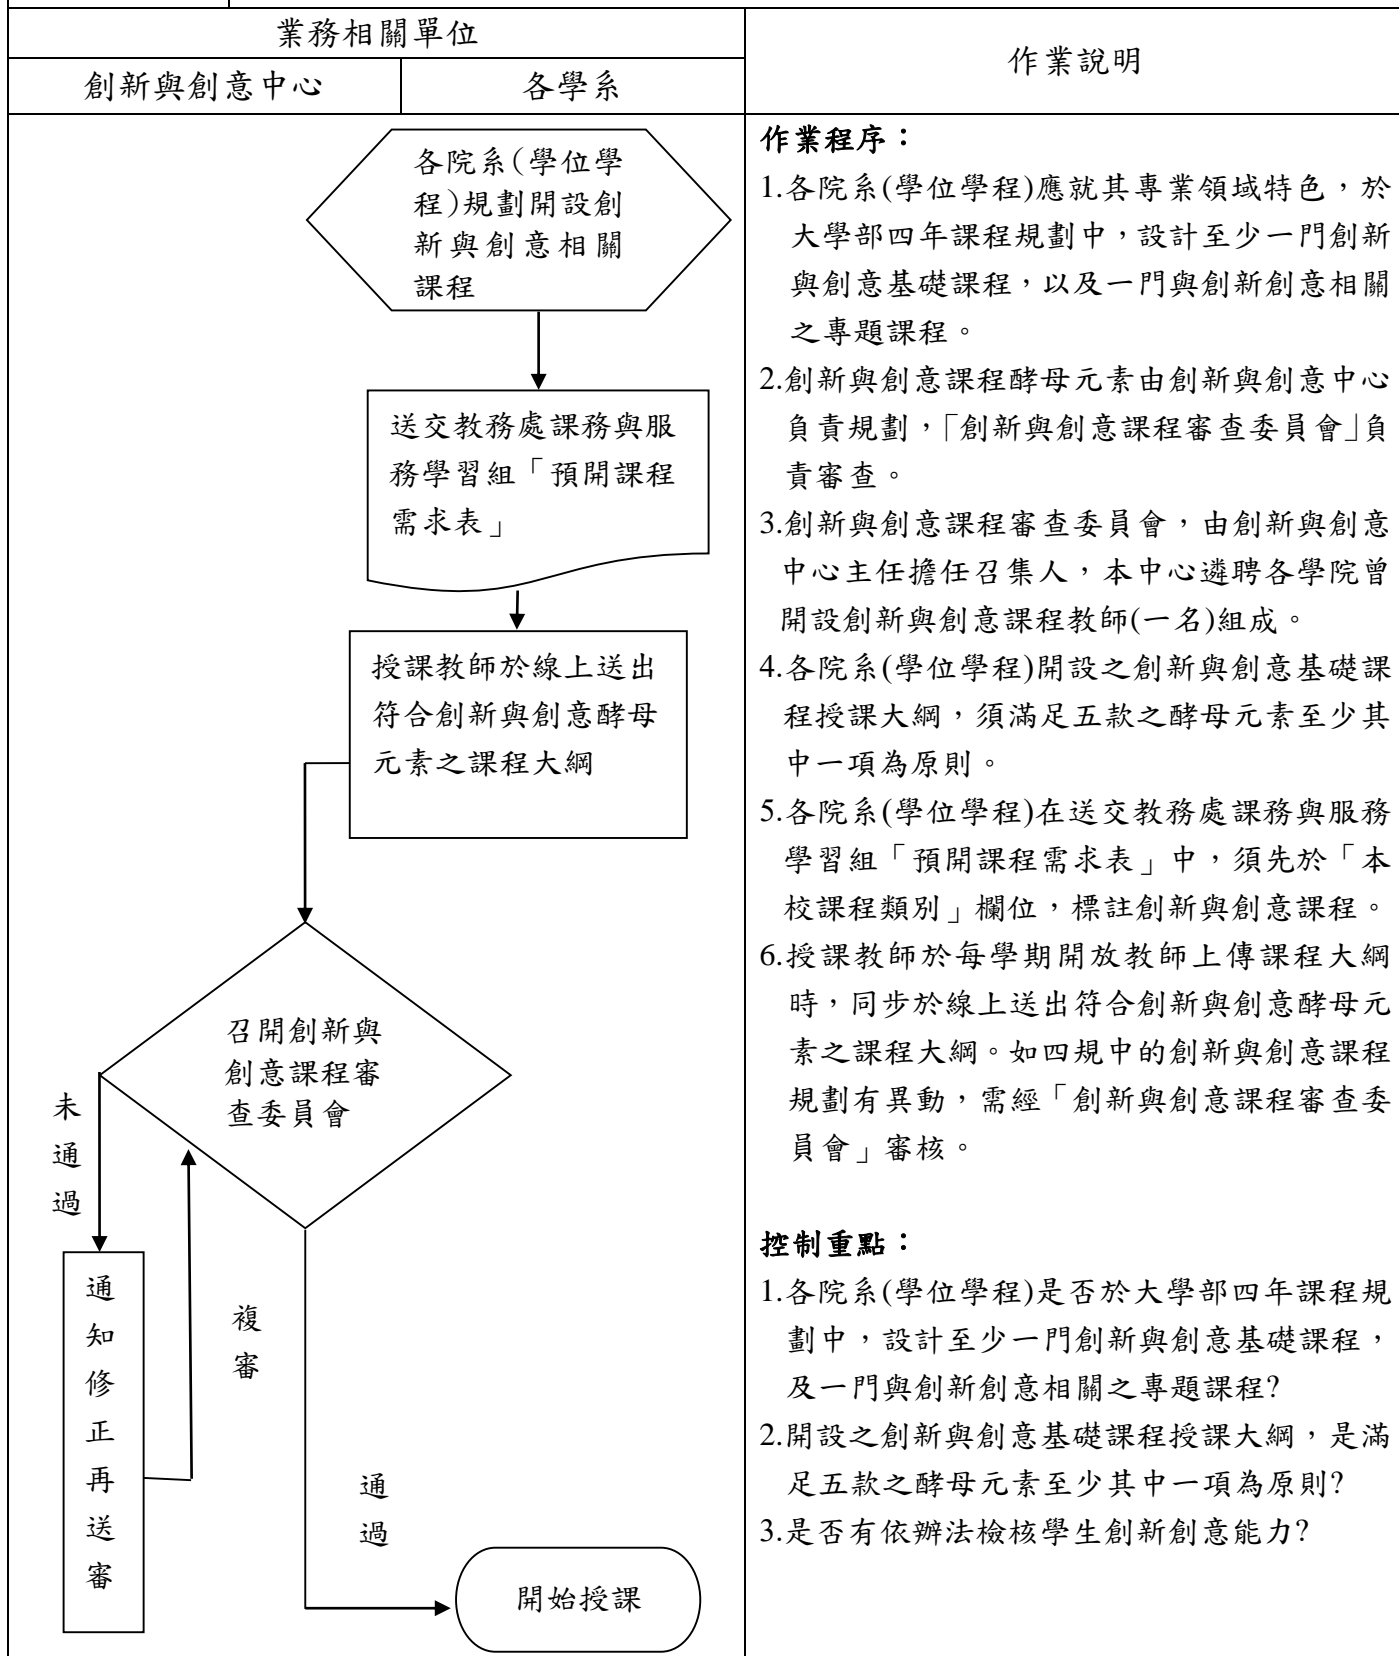 業務相關單位
作業說明
創新與創意中心
各學系
各院系(學位學
程)規劃開設創
新與創意相關
課程
送交教務處課務與服
務學習組「預開課程
需求表」
授課教師於線上送出
符合創新與創意酵母
元素之課程大綱
召開創新與
創意課程審
查委員會
未
通
過
通
知
修
正
再
送
審
複
審
通
過
開始授課
作業程序：
1.各院系(學位學程)應就其專業領域特色，於
大學部四年課程規劃中，設計至少一門創新
與創意基礎課程，以及一門與創新創意相關
之專題課程。
2.創新與創意課程酵母元素由創新與創意中心
負責規劃，「創新與創意課程審查委員會」負
責審查。
3.創新與創意課程審查委員會，由創新與創意
中心主任擔任召集人，本中心遴聘各學院曾
開設創新與創意課程教師(一名)組成。
4.各院系(學位學程)開設之創新與創意基礎課
程授課大綱，須滿足五款之酵母元素至少其
中一項為原則。
5.各院系(學位學程)在送交教務處課務與服務
學習組「預開課程需求表」中，須先於「本
校課程類別」欄位，標註創新與創意課程。
6.授課教師於每學期開放教師上傳課程大綱
時，同步於線上送出符合創新與創意酵母元
素之課程大綱。如四規中的創新與創意課程
規劃有異動，需經「創新與創意課程審查委
員會」審核。
控制重點：
1.各院系(學位學程)是否於大學部四年課程規
劃中，設計至少一門創新與創意基礎課程，
及一門與創新創意相關之專題課程?
2.開設之創新與創意基礎課程授課大綱，是滿
足五款之酵母元素至少其中一項為原則?
3.是否有依辦法檢核學生創新創意能力?